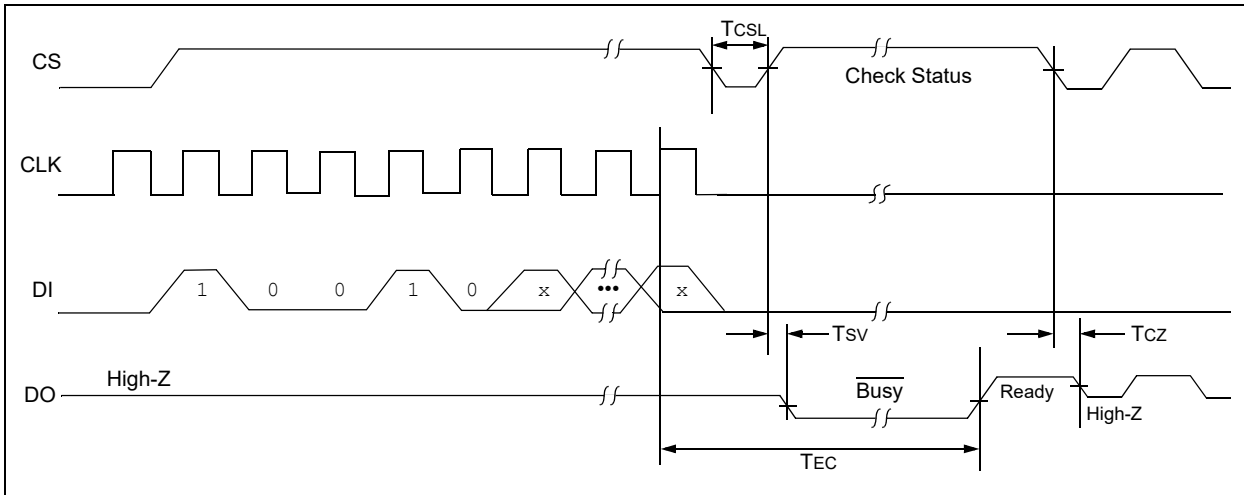 TCSL
CS
Check Status
CLK
DI
1 0 0 1 0 x ••• x
TSV
TCZ
High-Z
DO
Busy
Ready
High-Z
TEC